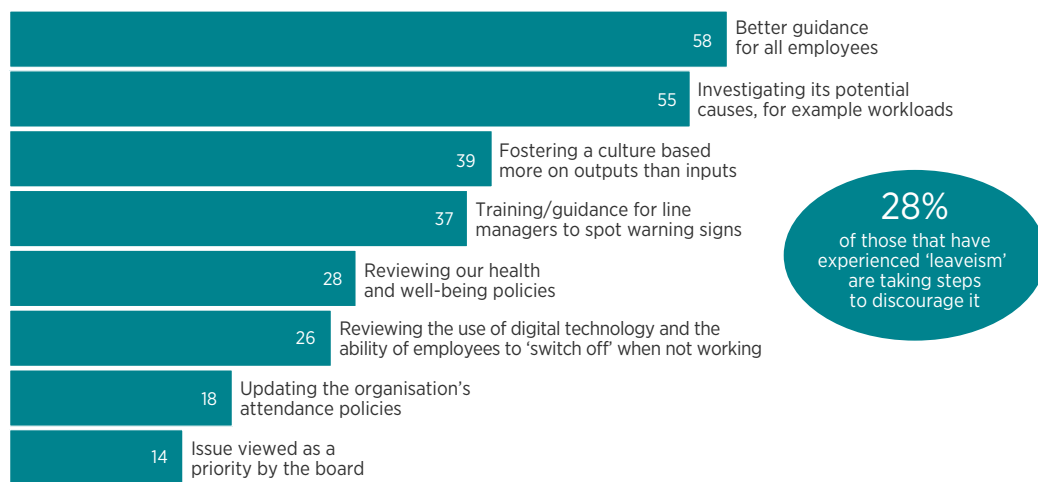 58
Better guidance
for all employees
55
Investigating its potential
causes, for example workloads
39
Fostering a culture based
more on outputs than inputs
37
Training/guidance for line
managers to spot warning signs
28
Reviewing our health
and well-being policies
26
Reviewing the use of digital technology and the
ability of employees to ‘switch off’ when not working
18
Updating the organisation’s
attendance policies
14
Issue viewed as a
priority by the board
28%
of those that have
experienced ‘leaveism’
are taking steps
to discourage it